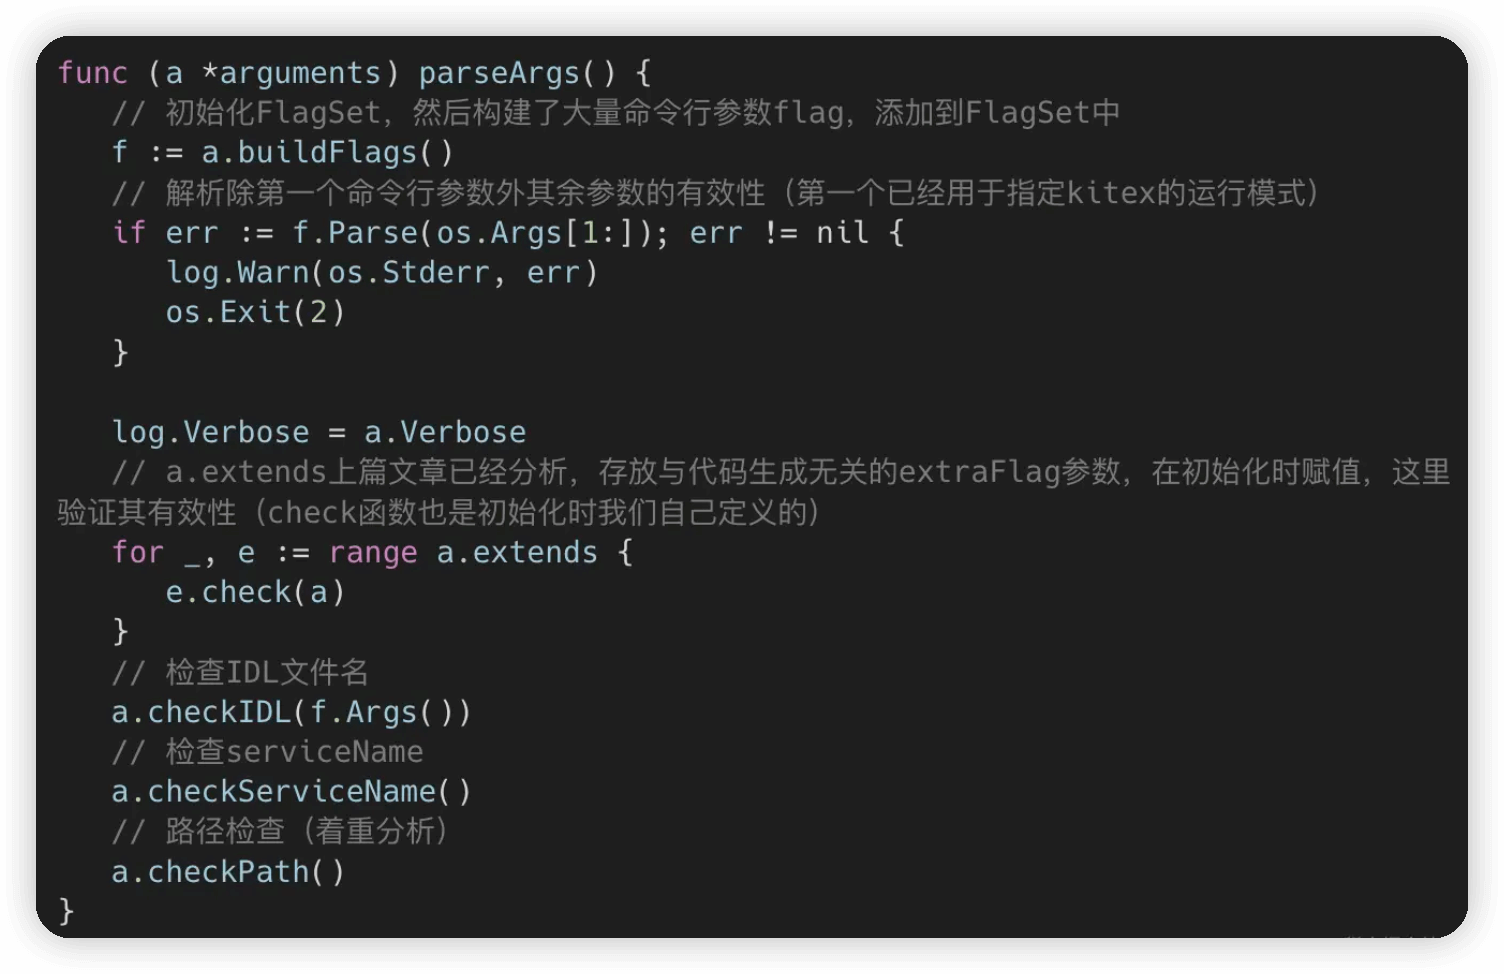 func (a *arguments) parseArgs() {
// 初始化FlagSet，然后构建了大量命令行参数flag，添加到FlagSet中
f := a.buildFlags()
// 解析除第一个命令行参数外其余参数的有效性（第一个已经用于指定kitex的运行模式）
if err := f.Parse(os.Args[1:]); err != nil {
log.Warn(os.Stderr, err)
os.Exit(2)
}
log.Verbose = a.Verbose
// a.extends上篇文章已经分析，存放与代码生成无关的extraFlag参数，在初始化时赋值，这里
验证其有效性（check函数也是初始化时我们自己定义的）
for _, e := range a.extends {
e.check(a)
}
// 检查IDL文件名
a.checkIDL(f.Args())
// 检查serviceName
a.checkServiceName()
// 路径检查（着重分析）
a.checkPath()
}